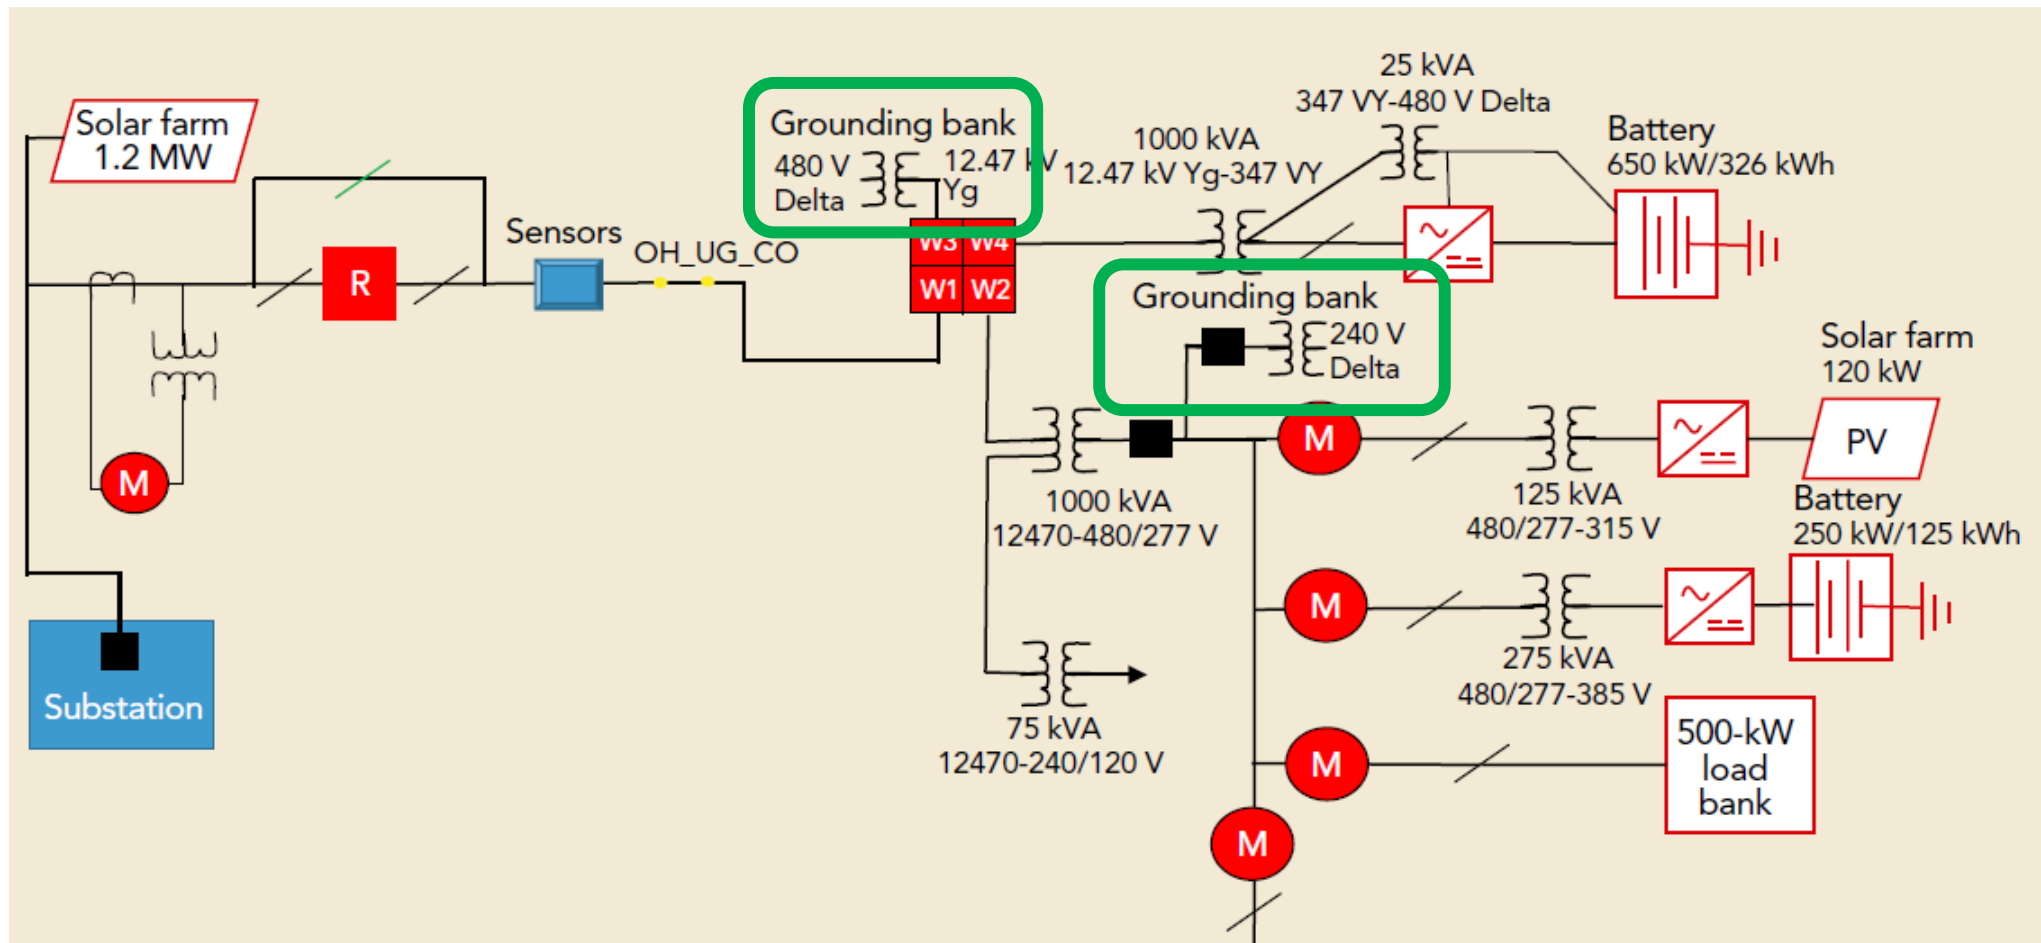 Solar farm
1.2 MW
R
Sensors
OH_UG_CO
Grounding bank
480 V
Delta
12.47 kV
Yg
W3 W4
W1 W2
1000 kVA
12.47 kV Yg-347 VY
25 kVA
347 VY-480 V Delta
Battery
650 kW/326 kWh
Grounding bank
240 V
Delta
M
Substation
1000 kVA
12470-480/277 V
75 kVA
12470-240/120 V
M
125 kVA
480/277-315 V
Solar farm
120 kW
PV
M
275 kVA
480/277-385 V
Battery
250 kW/125 kWh
M
500-kW
load
bank
M